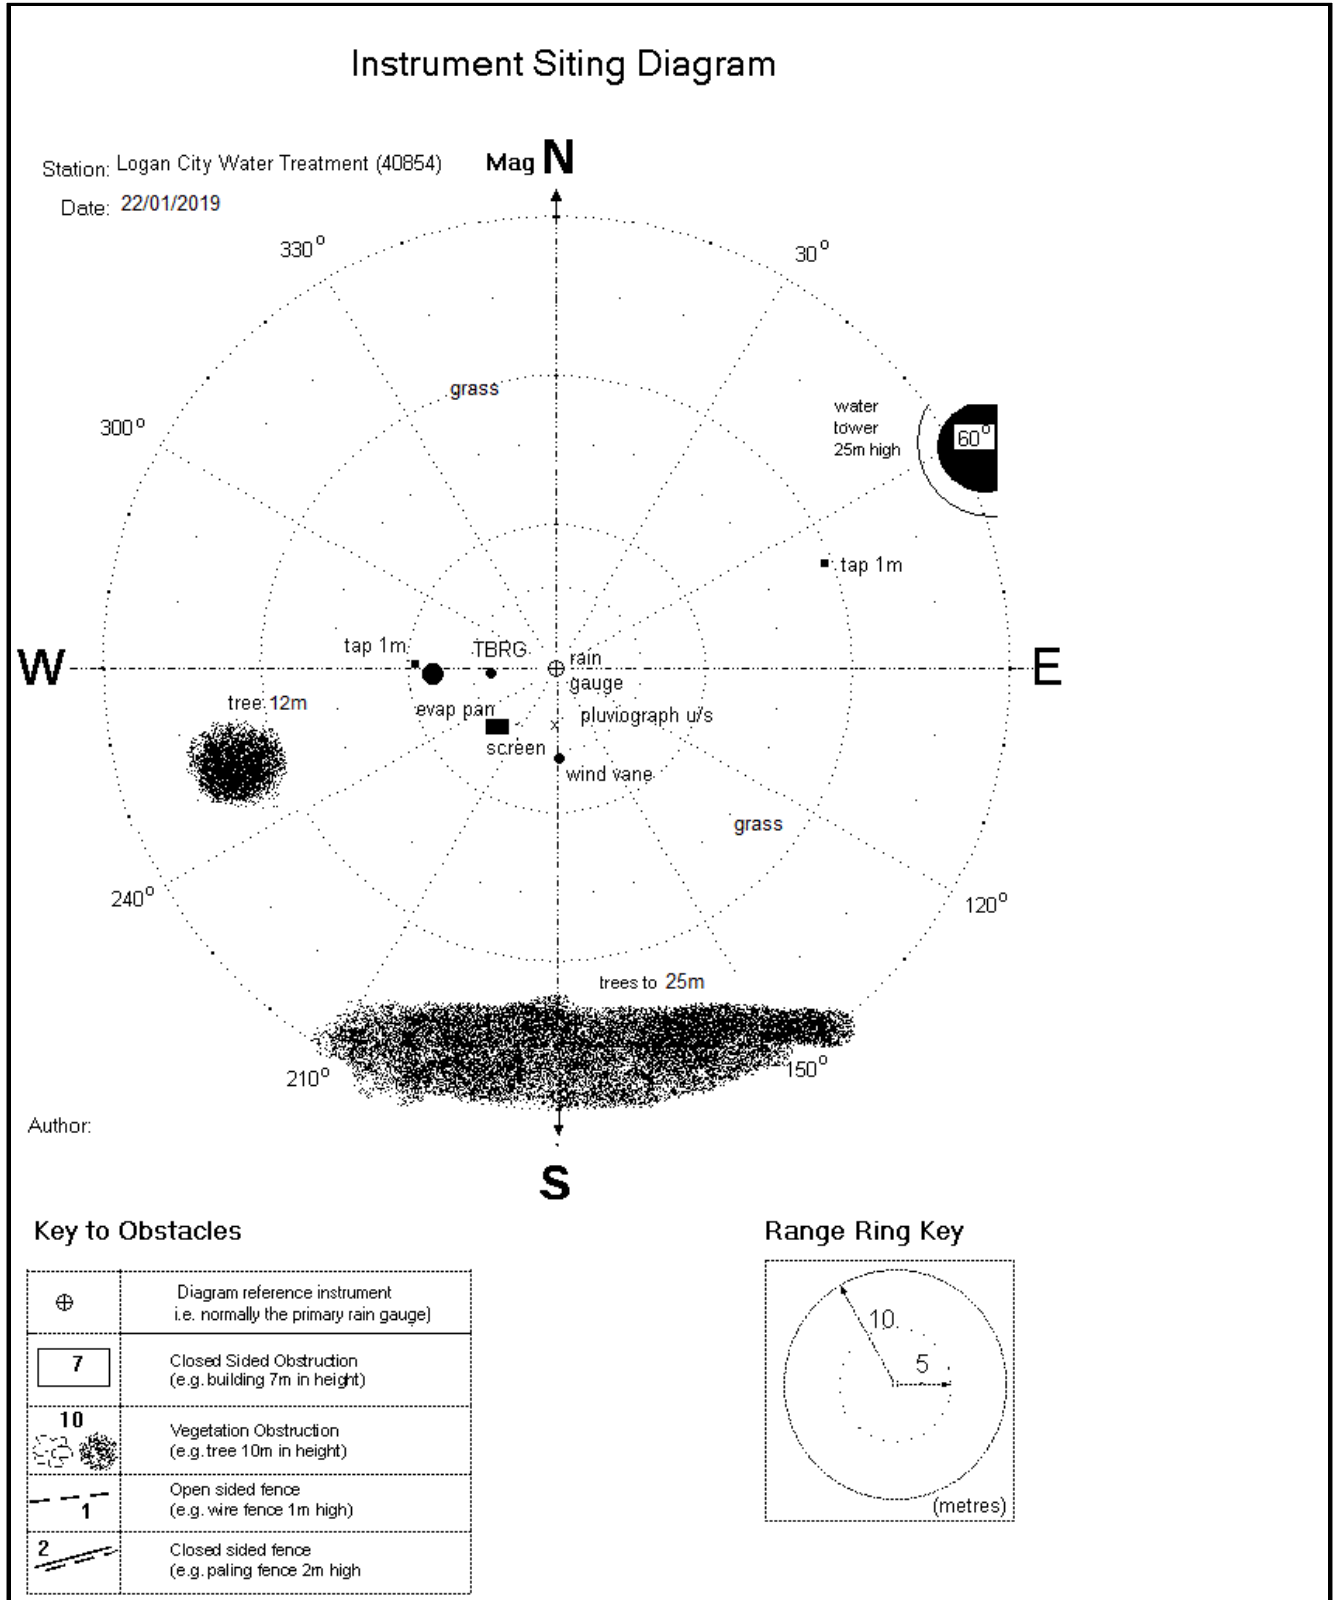 Instrument Siting Diagram
Station: Logan City Water Treatment (40854)
Mag N
Date: 22/01/2019
330°
30°
grass
300°
water
tower
25m high
60°
tap 1m
tap 1m
TBRG
rain
gauge
W
E
tree 12m
evap pan
pluviograph u/s
screen
wind vane
grass
240°
120°
trees to 25m
210°
150°
Author:
S
Key to Obstacles
Diagram reference instrument
i.e. normally the primary rain gauge)
7
Closed Sided Obstruction
(e.g. building 7m in height)
10
Vegetation Obstruction
(e.g. tree 10m in height)
1
Open sided fence
(e.g. wire fence 1m high)
2
Closed sided fence
(e.g. paling fence 2m high
Range Ring Key
10
5
(metres)